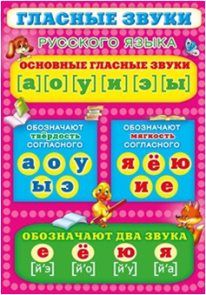 ГЛАСНЫЕ ЗВУКИ
РУССКОГО ЯЗЫКА
ОСНОВНЫЕ ГЛАСНЫЕ ЗВУКИ
[а][о][у][и][э][ы]
ОБОЗНАЧАЮТ
твёрдость
СОГЛАСНОГО
а о у
ы э
ОБОЗНАЧАЮТ
мягкость
СОГЛАСНОГО
я ё ю
и е
ОБОЗНАЧАЮТ ДВА ЗВУКА
е ё ю я
[й'э] [й'о] [й'у] [й'а]